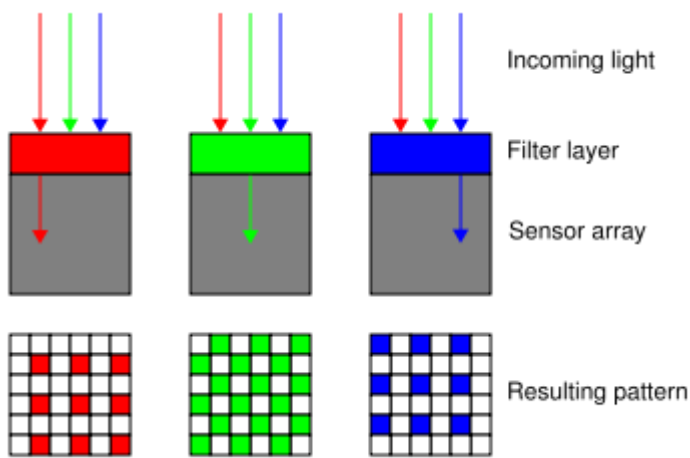 Incoming light
Filter layer
Sensor array
Resulting pattern